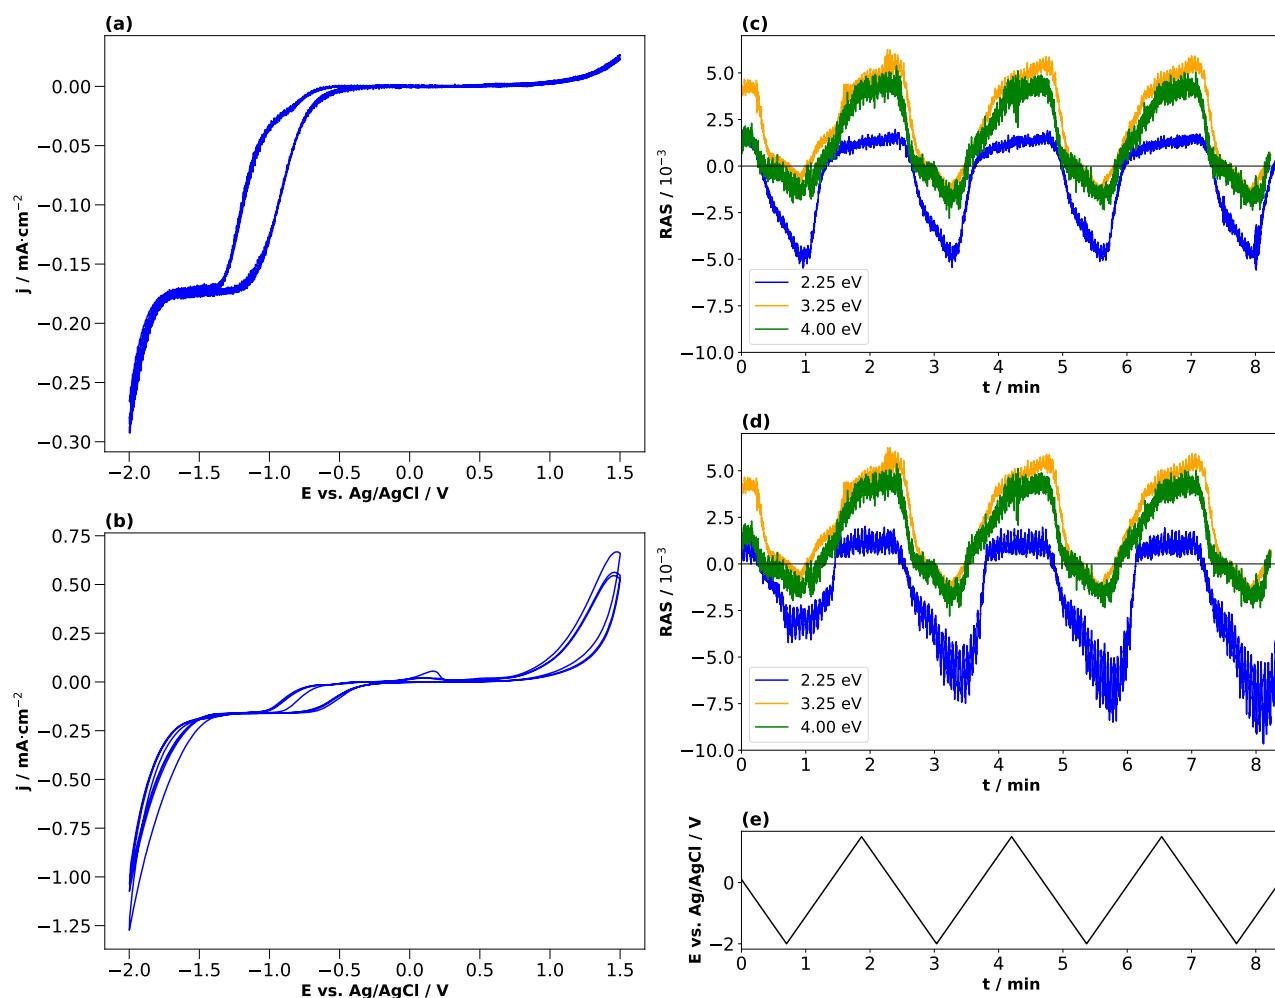 (a)
0.00
−0.05
−0.10
−0.15
−0.20
−0.25
−0.30
j / mA·cm⁻²
−2.0 −1.5 −1.0 −0.5 0.0 0.5 1.0 1.5
E vs. Ag/AgCl / V
(b)
0.75
0.50
0.25
0.00
−0.25
−0.50
−0.75
−1.00
−1.25
j / mA·cm⁻²
−2.0 −1.5 −1.0 −0.5 0.0 0.5 1.0 1.5
E vs. Ag/AgCl / V
(c)
5.0
2.5
0.0
−2.5
−5.0
−7.5
−10.0
RAS / 10⁻³
2.25 eV
3.25 eV
4.00 eV
0 1 2 3 4 5 6 7 8
t / min
(d)
5.0
2.5
0.0
−2.5
−5.0
−7.5
−10.0
RAS / 10⁻³
2.25 eV
3.25 eV
4.00 eV
0 1 2 3 4 5 6 7 8
t / min
(e)
E vs. Ag/AgCl / V
0
−2
0 1 2 3 4 5 6 7 8
t / min